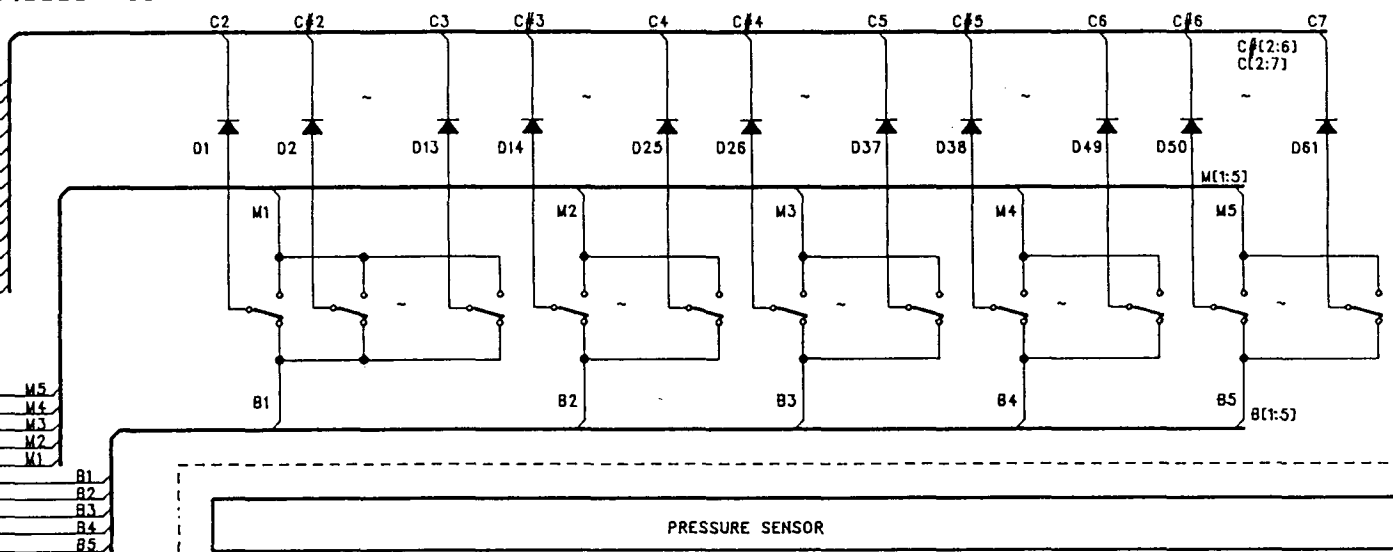 C2 C#2 C3 C#3 C4 C#4 C5 C#5 C6 C#6 C7
C#[2:6]
C[2:7]
~ ~ ~ ~ ~
D1 D2 D13 D14 D25 D26 D37 D38 D49 D50 D61
M[1:5]
M1 M2 M3 M4 M5
~ ~ ~ ~ ~
M5
M4
M3
M2
M1
B1 B2 B3 B4 B5
B[1:5]
B1
B2
B3
B4
B5
PRESSURE SENSOR